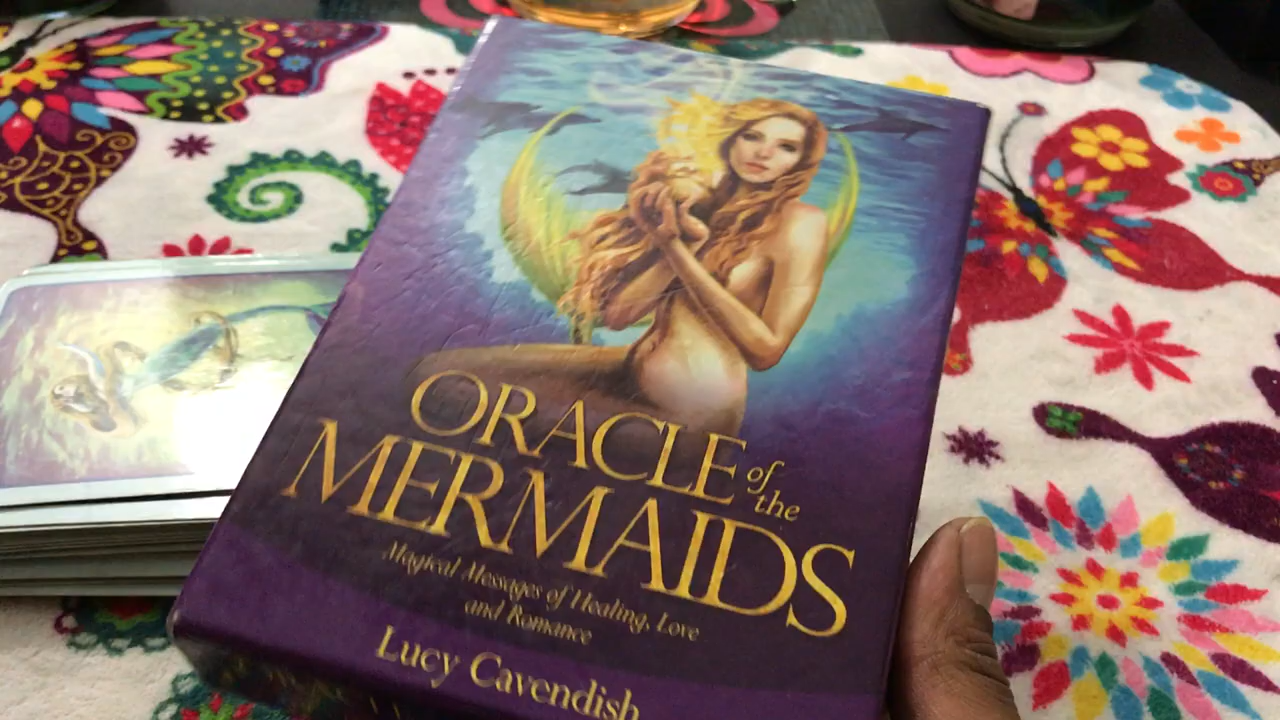 ORACLE of the
MERMAIDS
Magical Messages of Healing, Love
and Romance
Lucy Cavendish